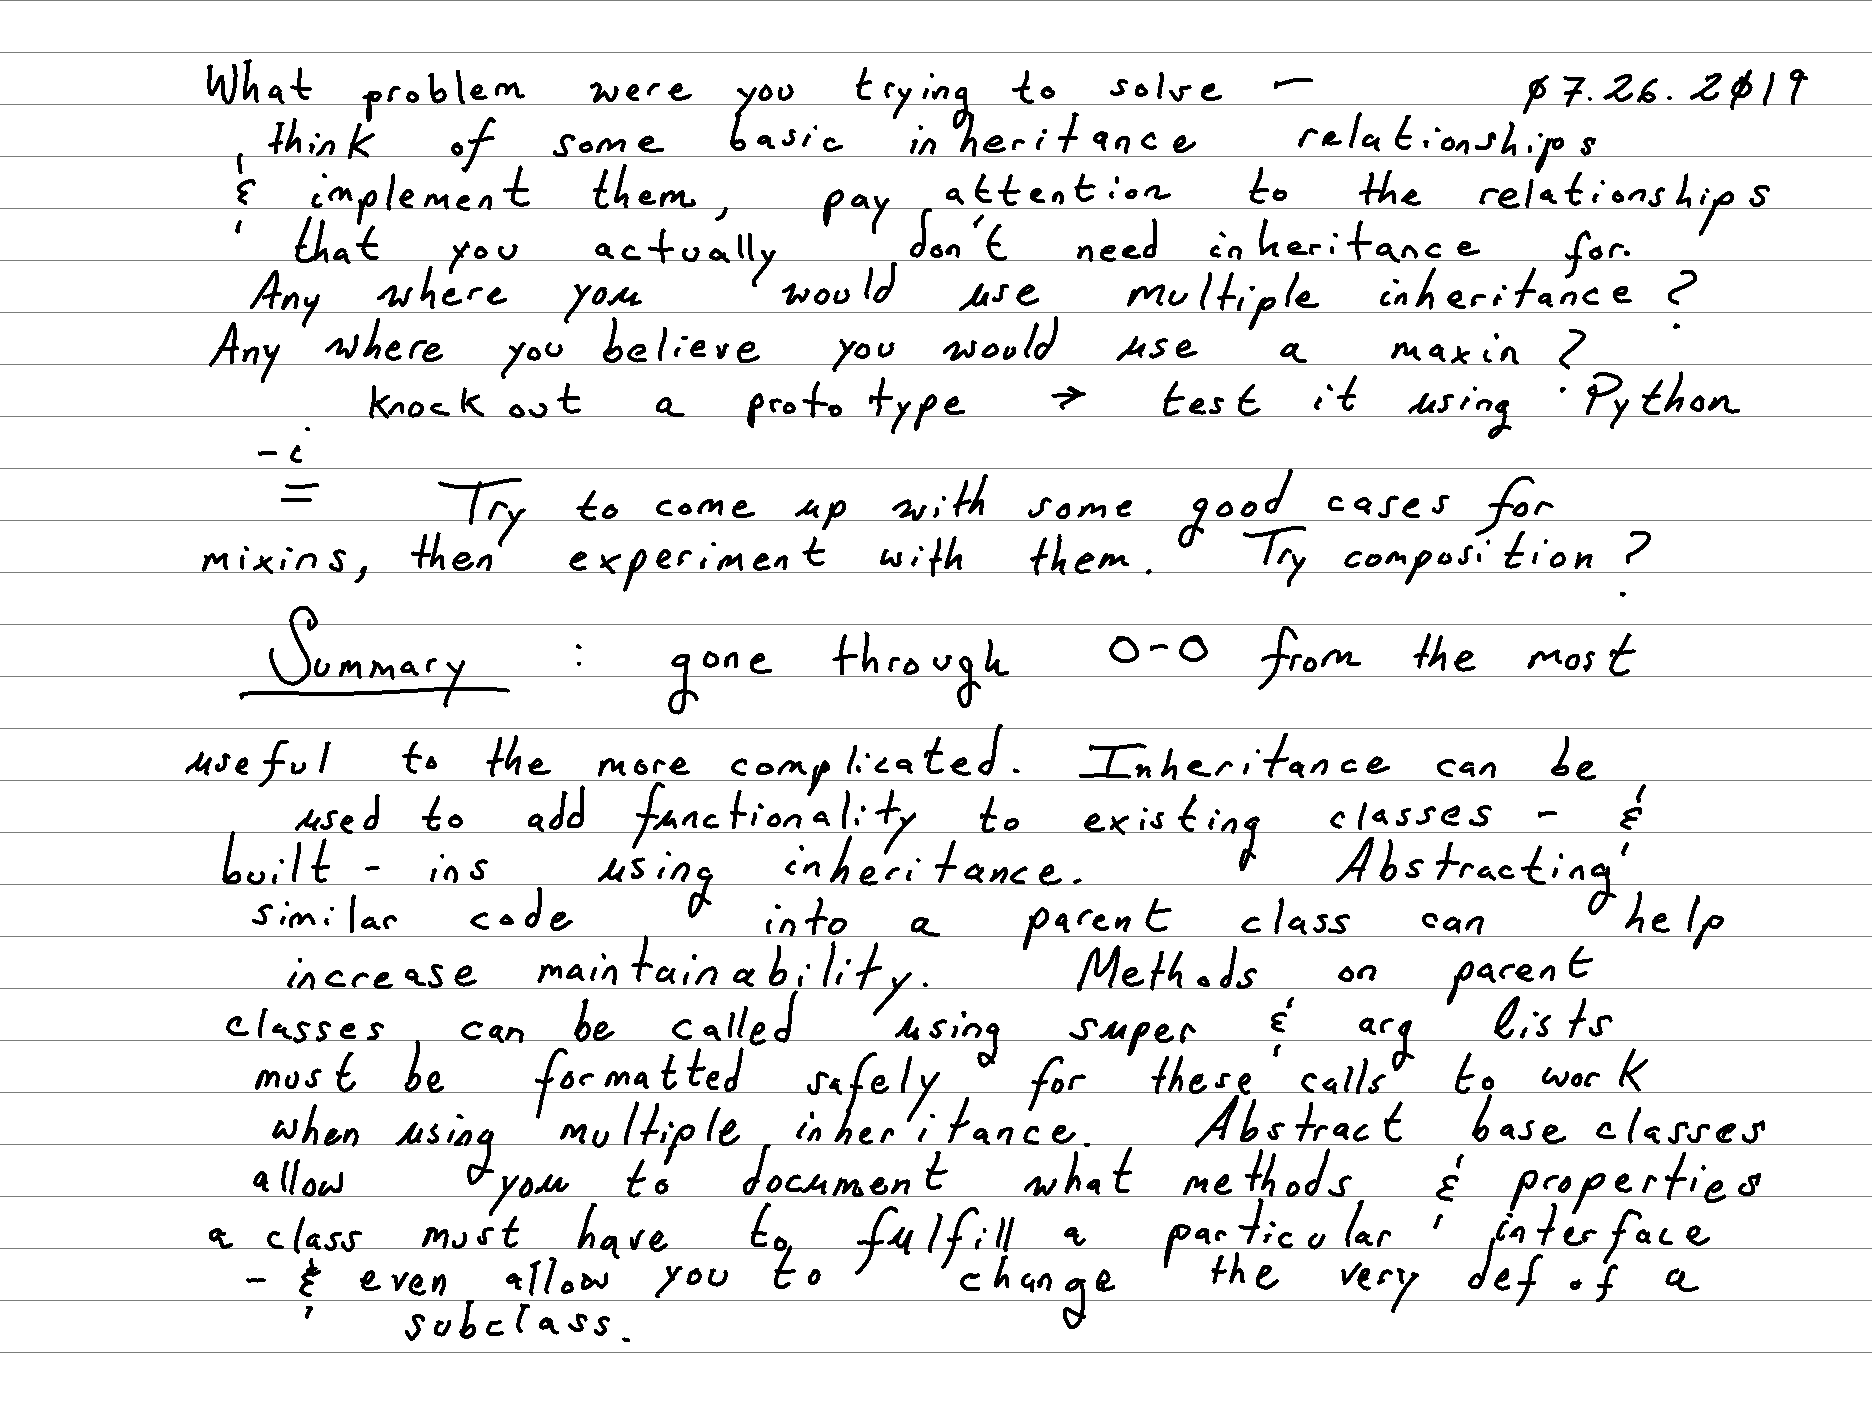 What problem were you trying to solve — ø7.26.2ø19
think of some basic inheritance relationships
& implement them, pay attention to the relationships
that you actually don't need inheritance for.
Any where you would use multiple inheritance?
Any where you believe you would use a maxin?
knock out a prototype → test it using Python
-i
= Try to come up with some good cases for
mixins, then experiment with them. Try composition?
Summary : gone through O-O from the most
useful to the more complicated. Inheritance can be
used to add functionality to existing classes - &
built-ins using inheritance. Abstracting
similar code into a parent class can help
increase maintainability. Methods on parent
classes can be called using super & arg lists
must be formatted safely for these calls to work
when using multiple inheritance. Abstract base classes
allow you to document what methods & properties
a class must have to fulfill a particular interface
- & even allow you to change the very def of a
subclass.